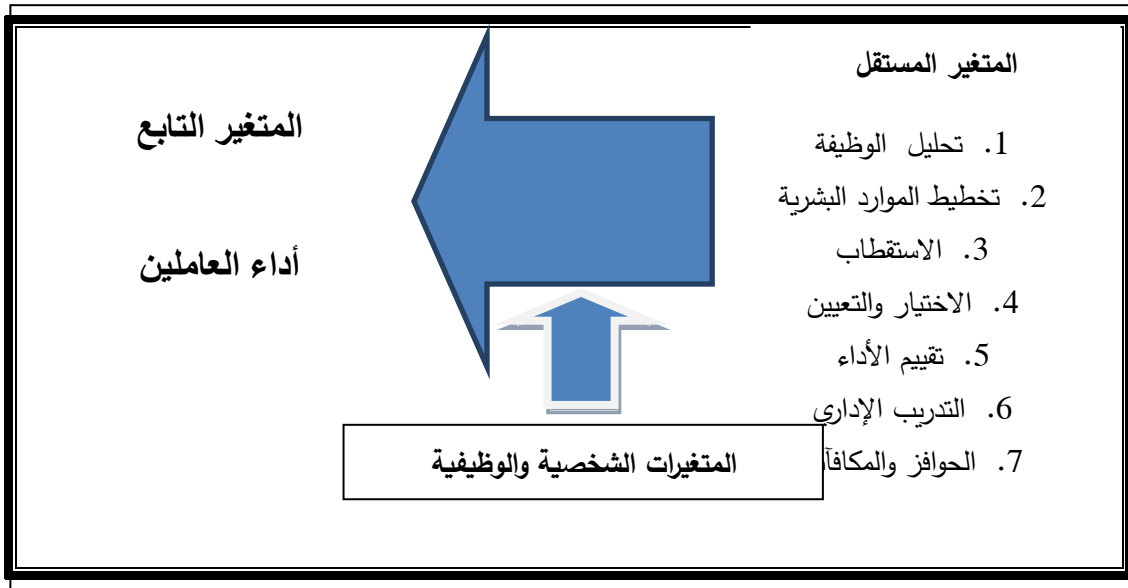 المتغير المستقل
1. تحليل الوظيفة
2. تخطيط الموارد البشرية
3. الاستقطاب
4. الاختيار والتعيين
5. تقييم الأداء
6. التدريب الإداري
7. الحوافز
المتغير التابع
أداء العاملين
المتغيرات الشخصية والوظيفية